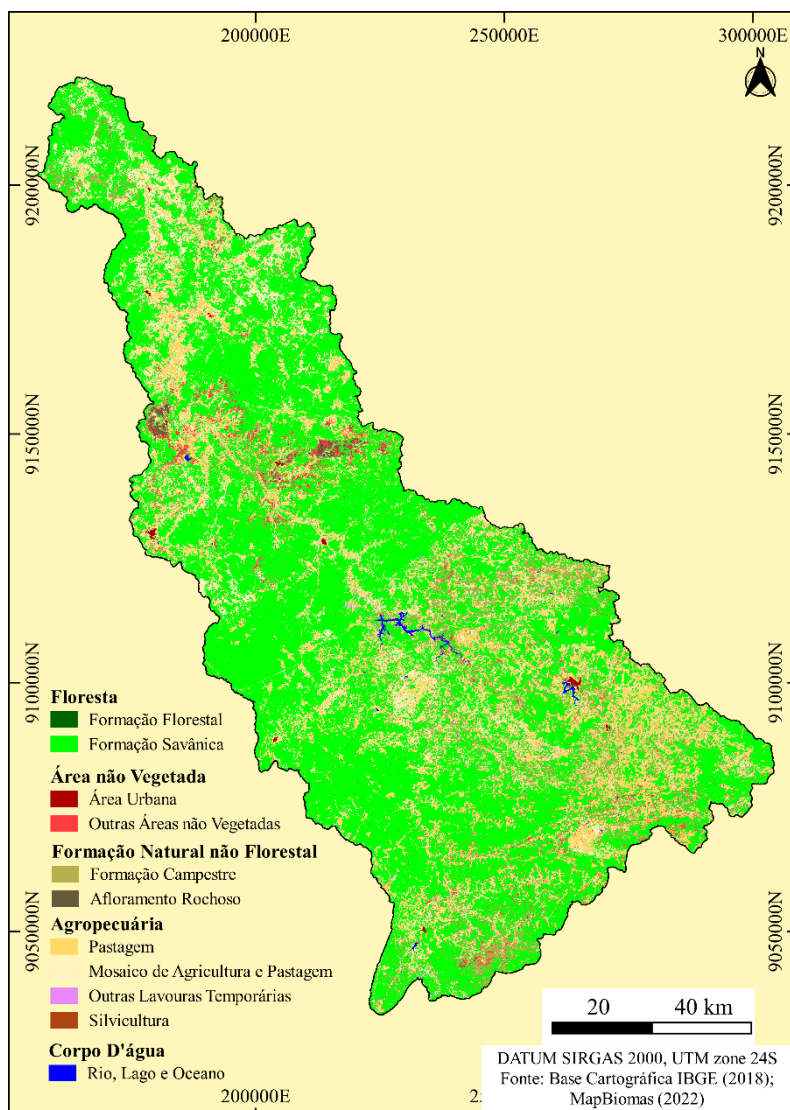 200000E
250000E
300000E
N
9200000N
9200000N
9150000N
9150000N
9100000N
9100000N
9050000N
9050000N
Floresta
Formação Florestal
Formação Savânica
Área não Vegetada
Área Urbana
Outras Áreas não Vegetadas
Formação Natural não Florestal
Formação Campestre
Afloramento Rochoso
Agropecuária
Pastagem
Mosaico de Agricultura e Pastagem
Outras Lavouras Temporárias
Silvicultura
Corpo D'água
Rio, Lago e Oceano
20
40 km
DATUM SIRGAS 2000, UTM zone 24S
Fonte: Base Cartográfica IBGE (2018);
MapBiomas (2022)
200000E